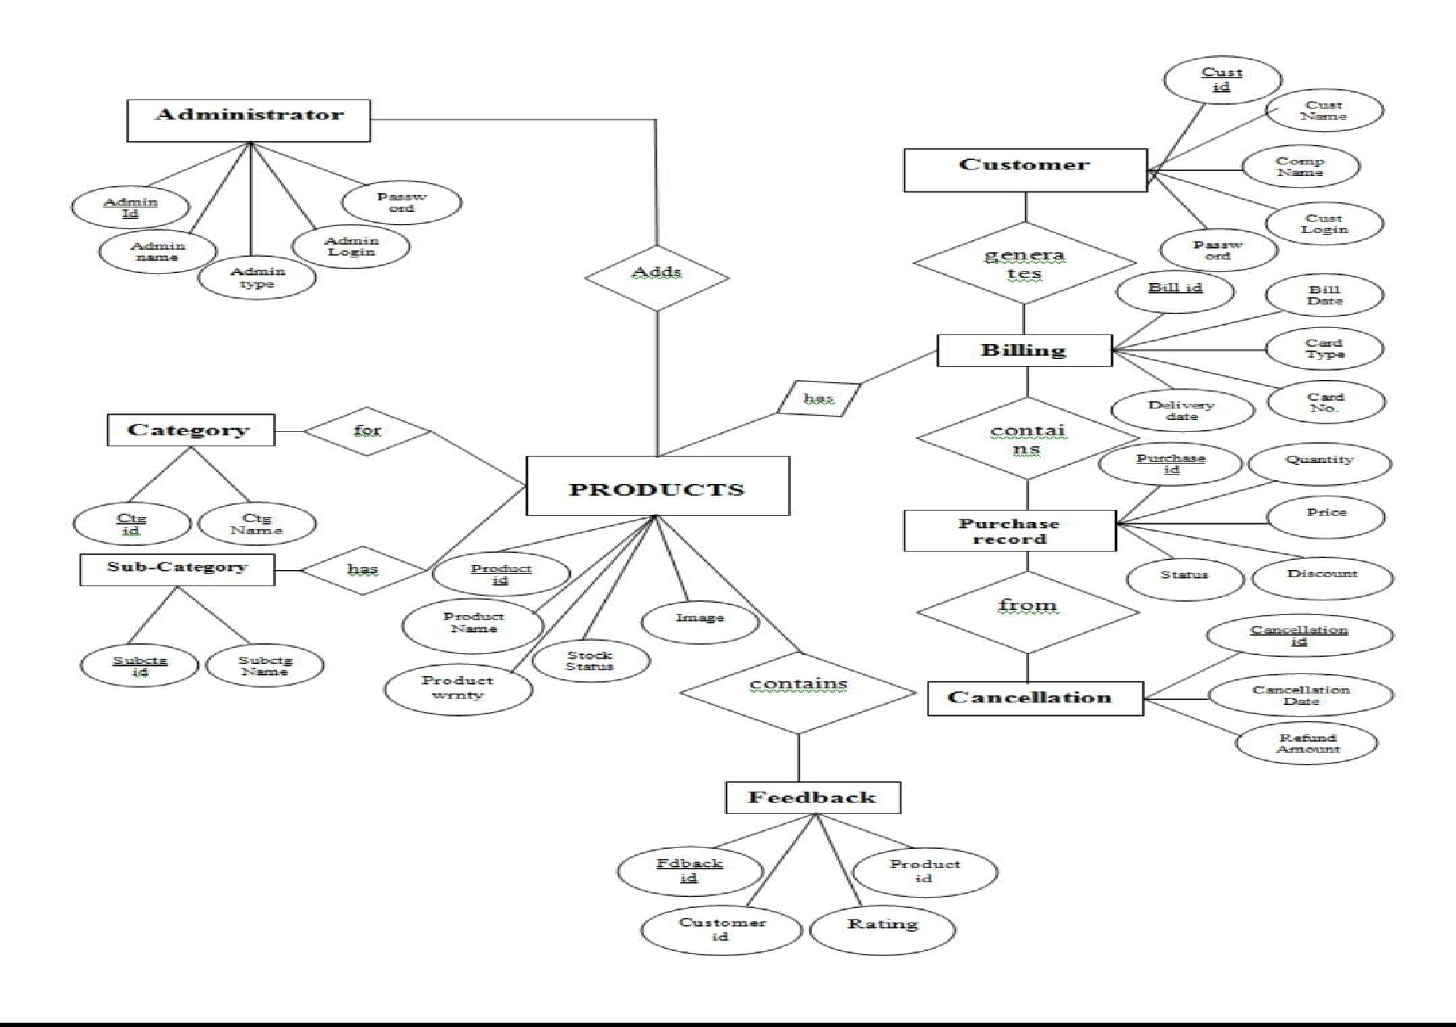 Administrator
Admin
Id
Admin
name
Admin
type
Admin
Login
Passw
ord
Adds
Cust
id
Cust
Name
Comp
Name
Cust
Login
Passw
ord
Customer
genera
tes
Bill id
Bill
Date
Card
Type
Card
No.
Delivery
date
Billing
has
contai
ns
Purchase
id
Quantity
Price
Discount
Status
Purchase
record
from
Cancellation
Cancellation
id
Cancellation
Date
Refund
Amount
Category
for
Ctg
id
Ctg
Name
Sub-Category
has
Subctg
id
Subctg
Name
PRODUCTS
Product
id
Product
Name
Product
wrnty
Stock
Status
Image
contains
Feedback
Fdback
id
Customer
id
Rating
Product
id